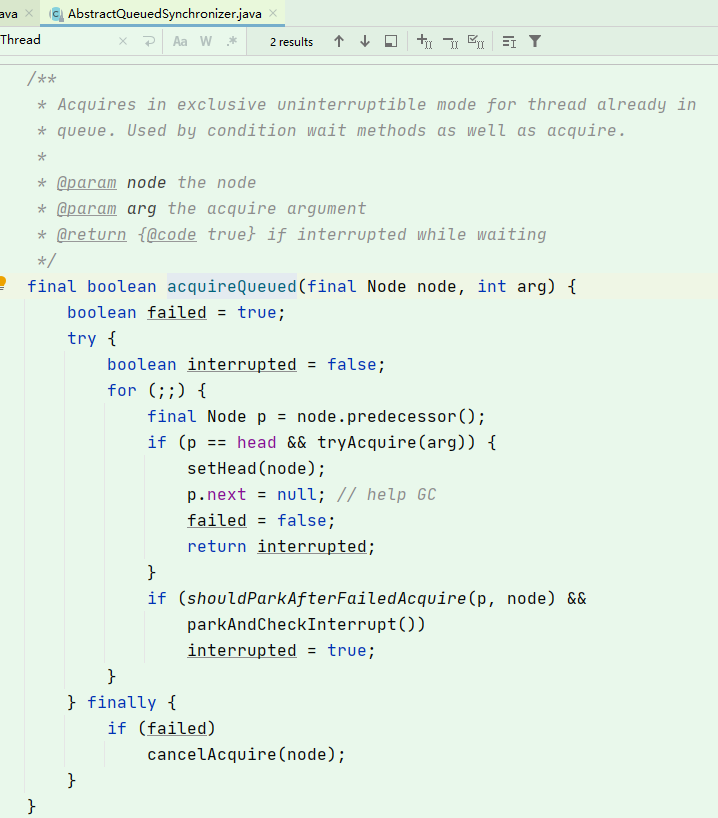 ava
AbstractQueuedSynchronizer.java
Thread
Aa W .* 2 results
/**
 * Acquires in exclusive uninterruptible mode for thread already in
 * queue. Used by condition wait methods as well as acquire.
 *
 * @param node the node
 * @param arg the acquire argument
 * @return {@code true} if interrupted while waiting
 */
final boolean acquireQueued(final Node node, int arg) {
    boolean failed = true;
    try {
        boolean interrupted = false;
        for (;;) {
            final Node p = node.predecessor();
            if (p == head && tryAcquire(arg)) {
                setHead(node);
                p.next = null; // help GC
                failed = false;
                return interrupted;
            }
            if (shouldParkAfterFailedAcquire(p, node) &&
                parkAndCheckInterrupt())
                interrupted = true;
        }
    } finally {
        if (failed)
            cancelAcquire(node);
    }
}